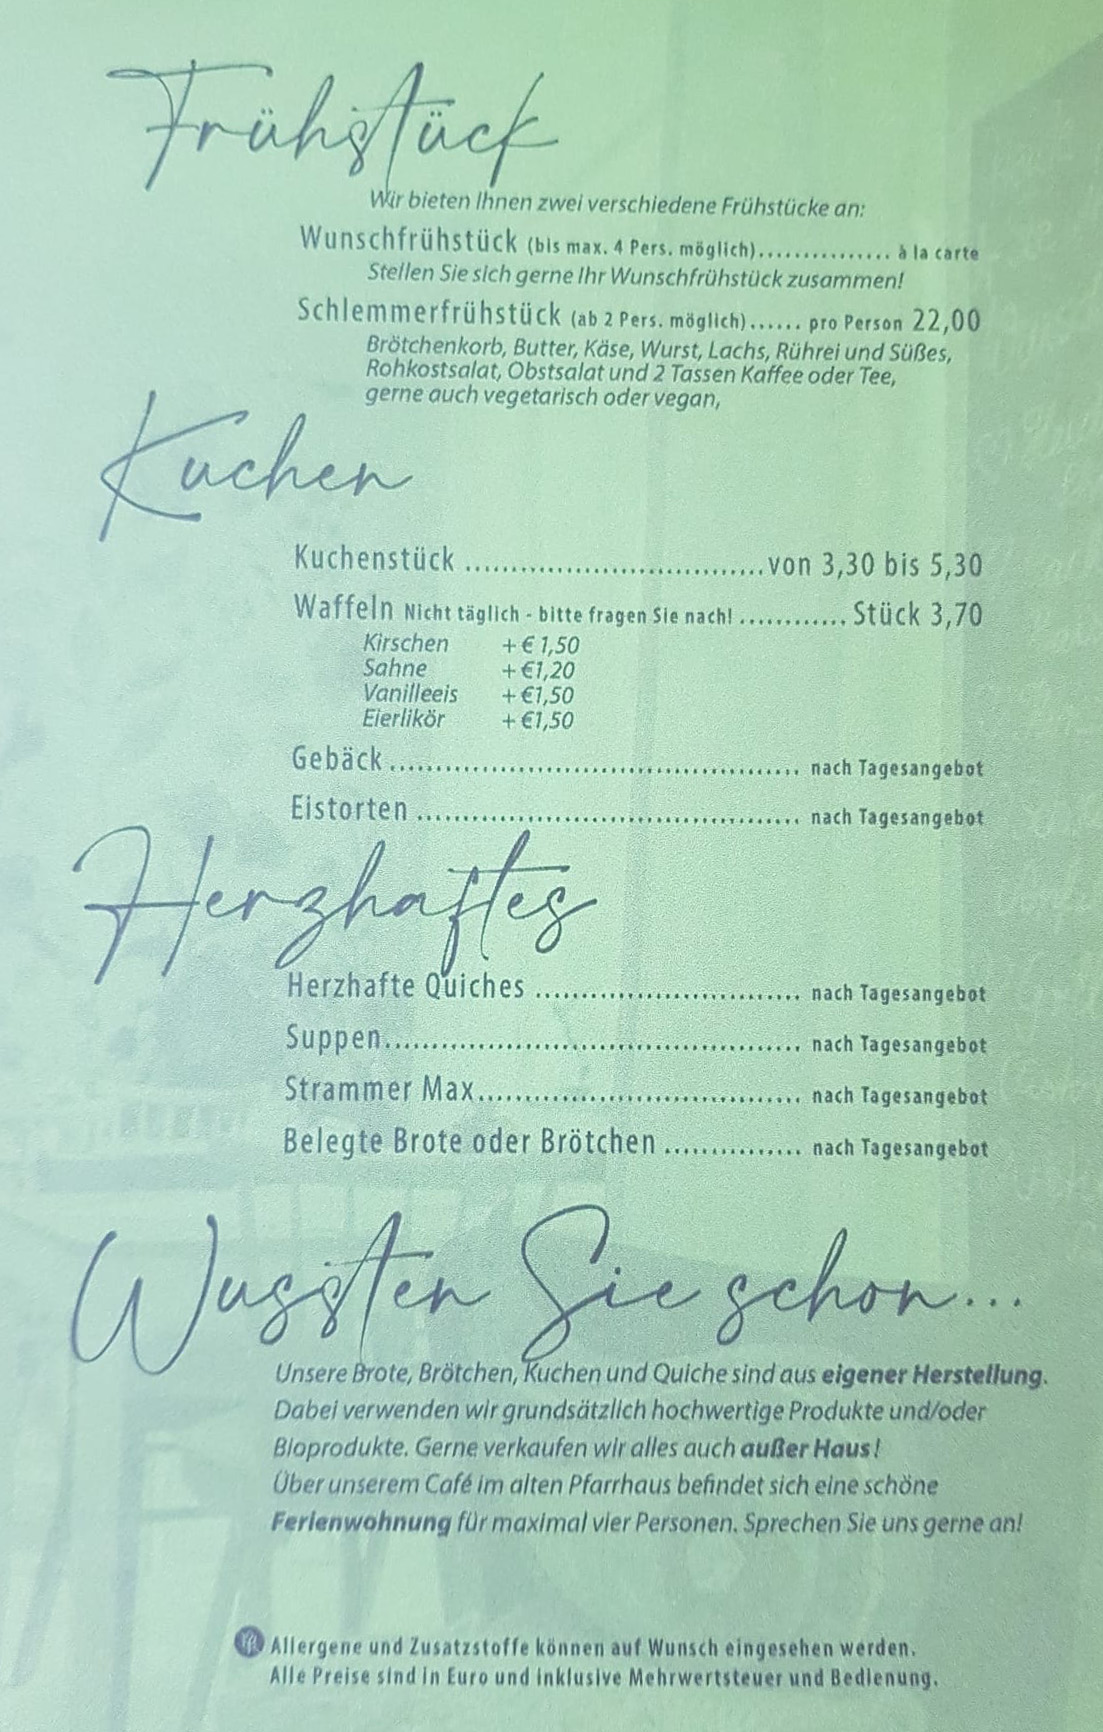 Frühstück
Wir bieten Ihnen zwei verschiedene Frühstücke an:
Wunschfrühstück (bis max. 4 Pers. möglich)............... à la carte
Stellen Sie sich gerne Ihr Wunschfrühstück zusammen!
Schlemmerfrühstück (ab 2 Pers. möglich)...... pro Person 22,00
Brötchenkorb, Butter, Käse, Wurst, Lachs, Rührei und Süßes,
Rohkostsalat, Obstsalat und 2 Tassen Kaffee oder Tee,
gerne auch vegetarisch oder vegan,
Kuchen
Kuchenstück ................................von 3,30 bis 5,30
Waffeln Nicht täglich - bitte fragen Sie nach! ............ Stück 3,70
Kirschen +€ 1,50
Sahne +€1,20
Vanilleeis +€1,50
Eierlikör +€1,50
Gebäck ............................................ nach Tagesangebot
Eistorten ......................................... nach Tagesangebot
Herzhaftes
Herzhafte Quiches ............................ nach Tagesangebot
Suppen............................................ nach Tagesangebot
Strammer Max.................................. nach Tagesangebot
Belegte Brote oder Brötchen ............... nach Tagesangebot
Wussten Sie schon...
Unsere Brote, Brötchen, Kuchen und Quiche sind aus eigener Herstellung.
Dabei verwenden wir grundsätzlich hochwertige Produkte und/oder
Bioprodukte. Gerne verkaufen wir alles auch außer Haus!
Über unserem Café im alten Pfarrhaus befindet sich eine schöne
Ferienwohnung für maximal vier Personen. Sprechen Sie uns gerne an!
Allergene und Zusatzstoffe können auf Wunsch eingesehen werden.
Alle Preise sind in Euro und inklusive Mehrwertsteuer und Bedienung.